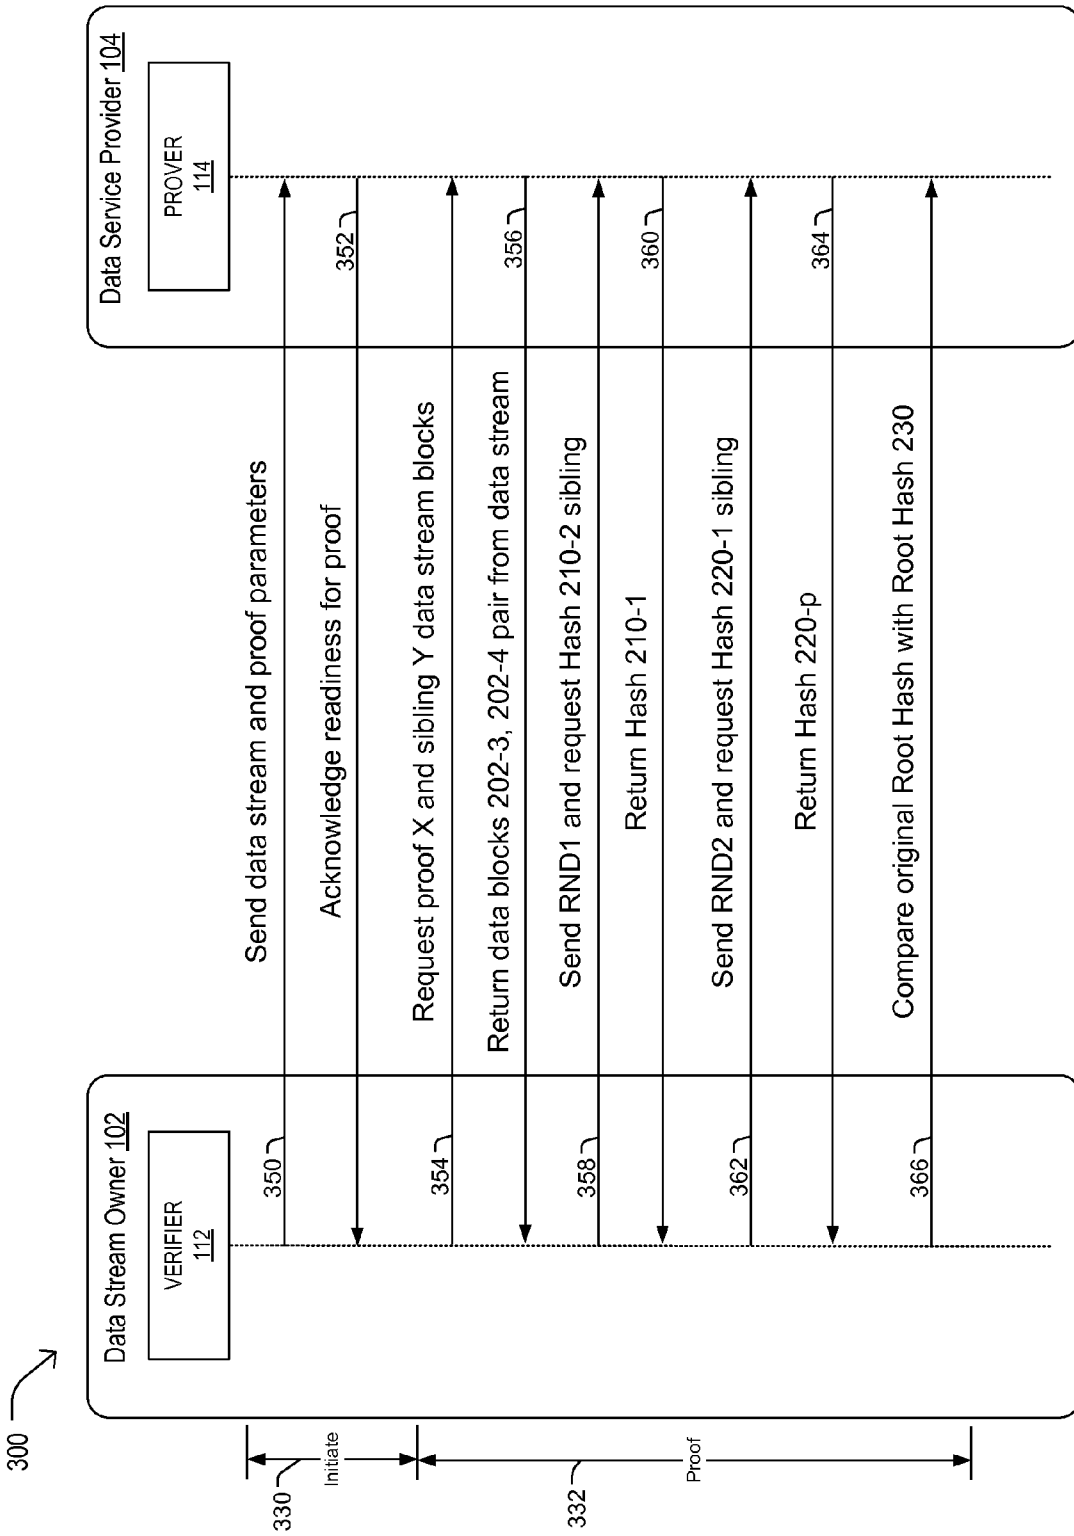 300
Data Stream Owner 102
VERIFIER
112
Data Service Provider 104
PROVER
114
330
Initiate
350
Send data stream and proof parameters
352
Acknowledge readiness for proof
332
Proof
354
Request proof X and sibling Y data stream blocks
356
Return data blocks 202-3, 202-4 pair from data stream
358
Send RND1 and request Hash 210-2 sibling
360
Return Hash 210-1
362
Send RND2 and request Hash 220-1 sibling
364
Return Hash 220-p
366
Compare original Root Hash with Root Hash 230